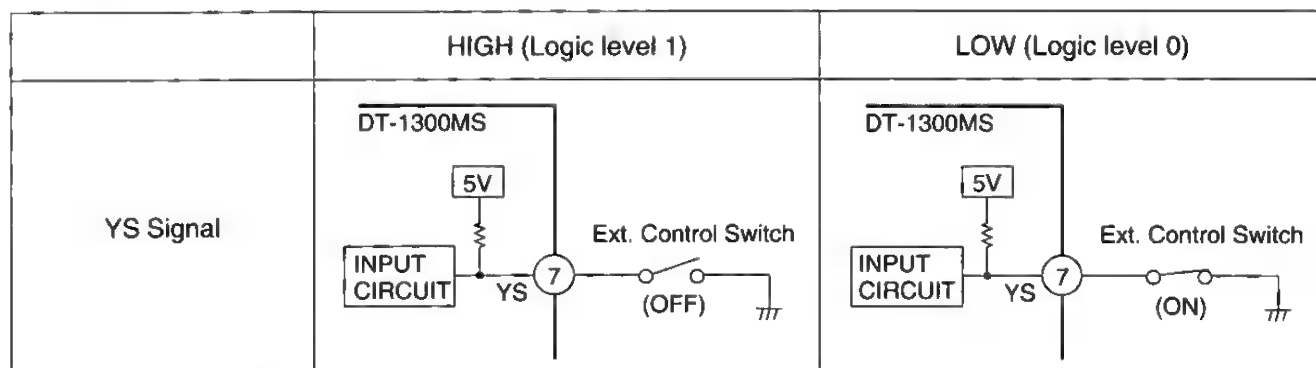 HIGH (Logic level 1)
LOW (Logic level 0)
YS Signal
DT-1300MS
5V
Ext. Control Switch
INPUT
CIRCUIT
YS
7
(OFF)
DT-1300MS
5V
Ext. Control Switch
INPUT
CIRCUIT
YS
7
(ON)